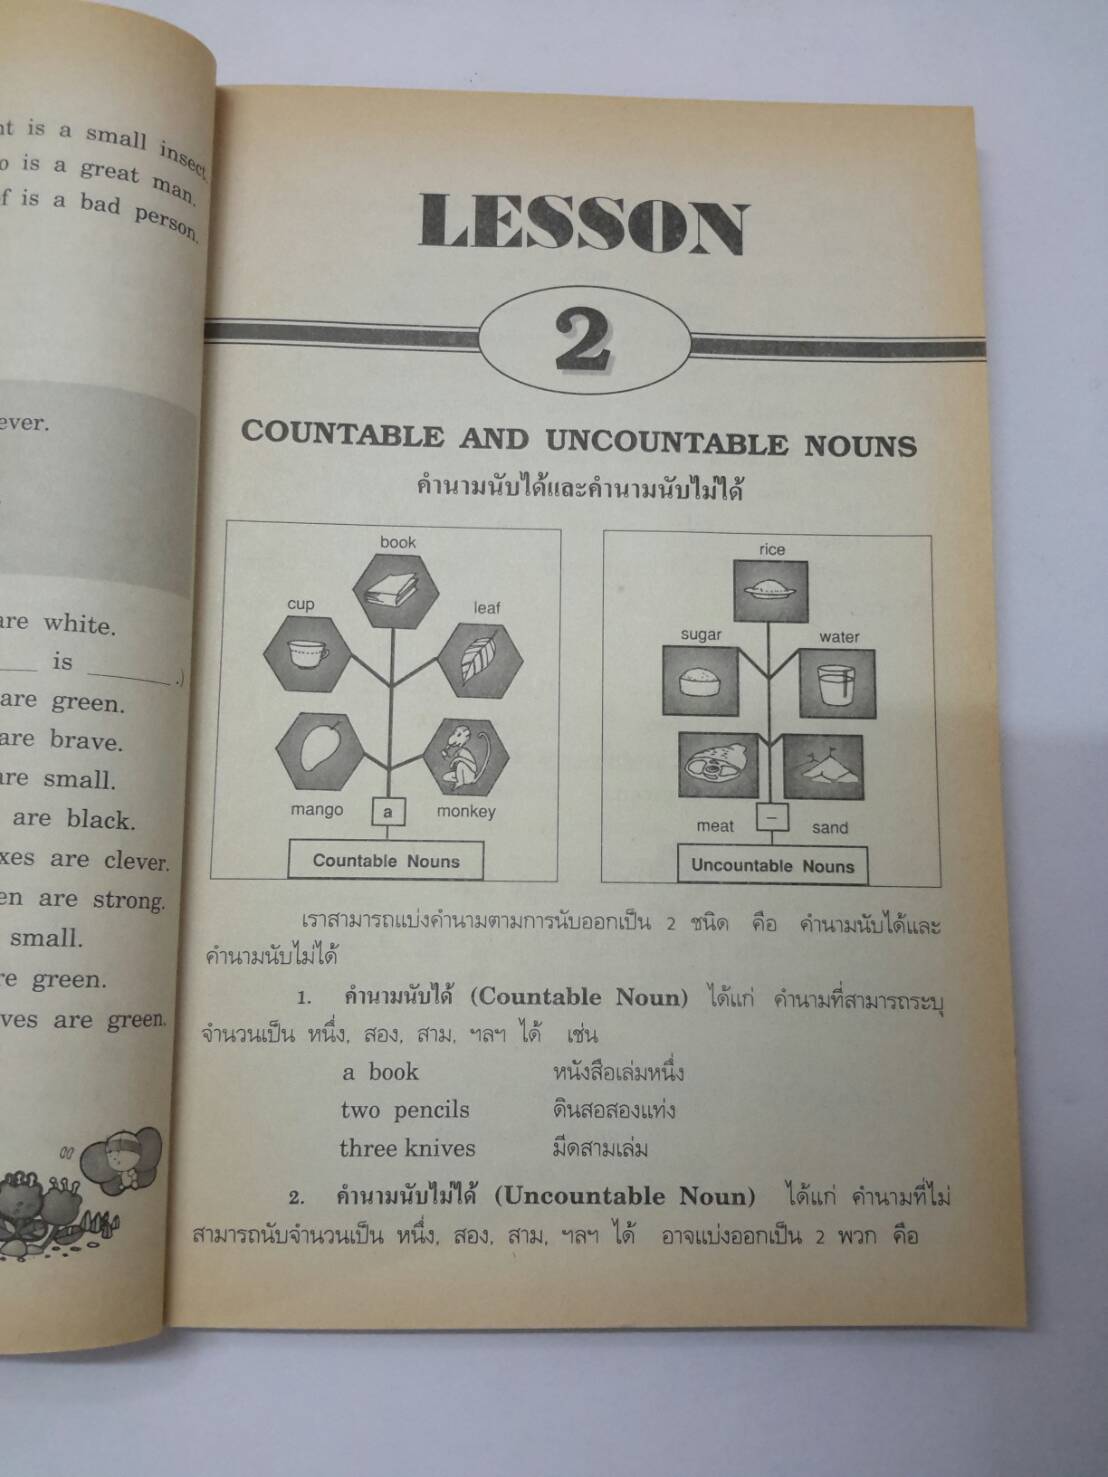 is a small insect.
is a great man.
is a bad person.
are white.
is
are green.
are brave.
small.
are black.
are clever.
are strong.
small.
green.
are green.
LESSON
2
COUNTABLE AND UNCOUNTABLE NOUNS
คำนามนับได้และคำนามนับไม่ได้
book
cup
leaf
mango
a
monkey
Countable Nouns
rice
sugar
water
meat
–
sand
Uncountable Nouns
เราสามารถแบ่งคำนามตามการนับออกเป็น 2 ชนิด คือ คำนามนับได้และ
คำนามนับไม่ได้
1. คำนามนับได้ (Countable Noun) ได้แก่ คำนามที่สามารถระบุ
จำนวนเป็น หนึ่ง, สอง, สาม, ฯลฯ ได้ เช่น
a book หนังสือเล่มหนึ่ง
two pencils ดินสอสองแท่ง
three knives มีดสามเล่ม
2. คำนามนับไม่ได้ (Uncountable Noun) ได้แก่ คำนามที่ไม่
สามารถนับจำนวนเป็น หนึ่ง, สอง, สาม, ฯลฯ ได้ อาจแบ่งออกเป็น 2 พวก คือ